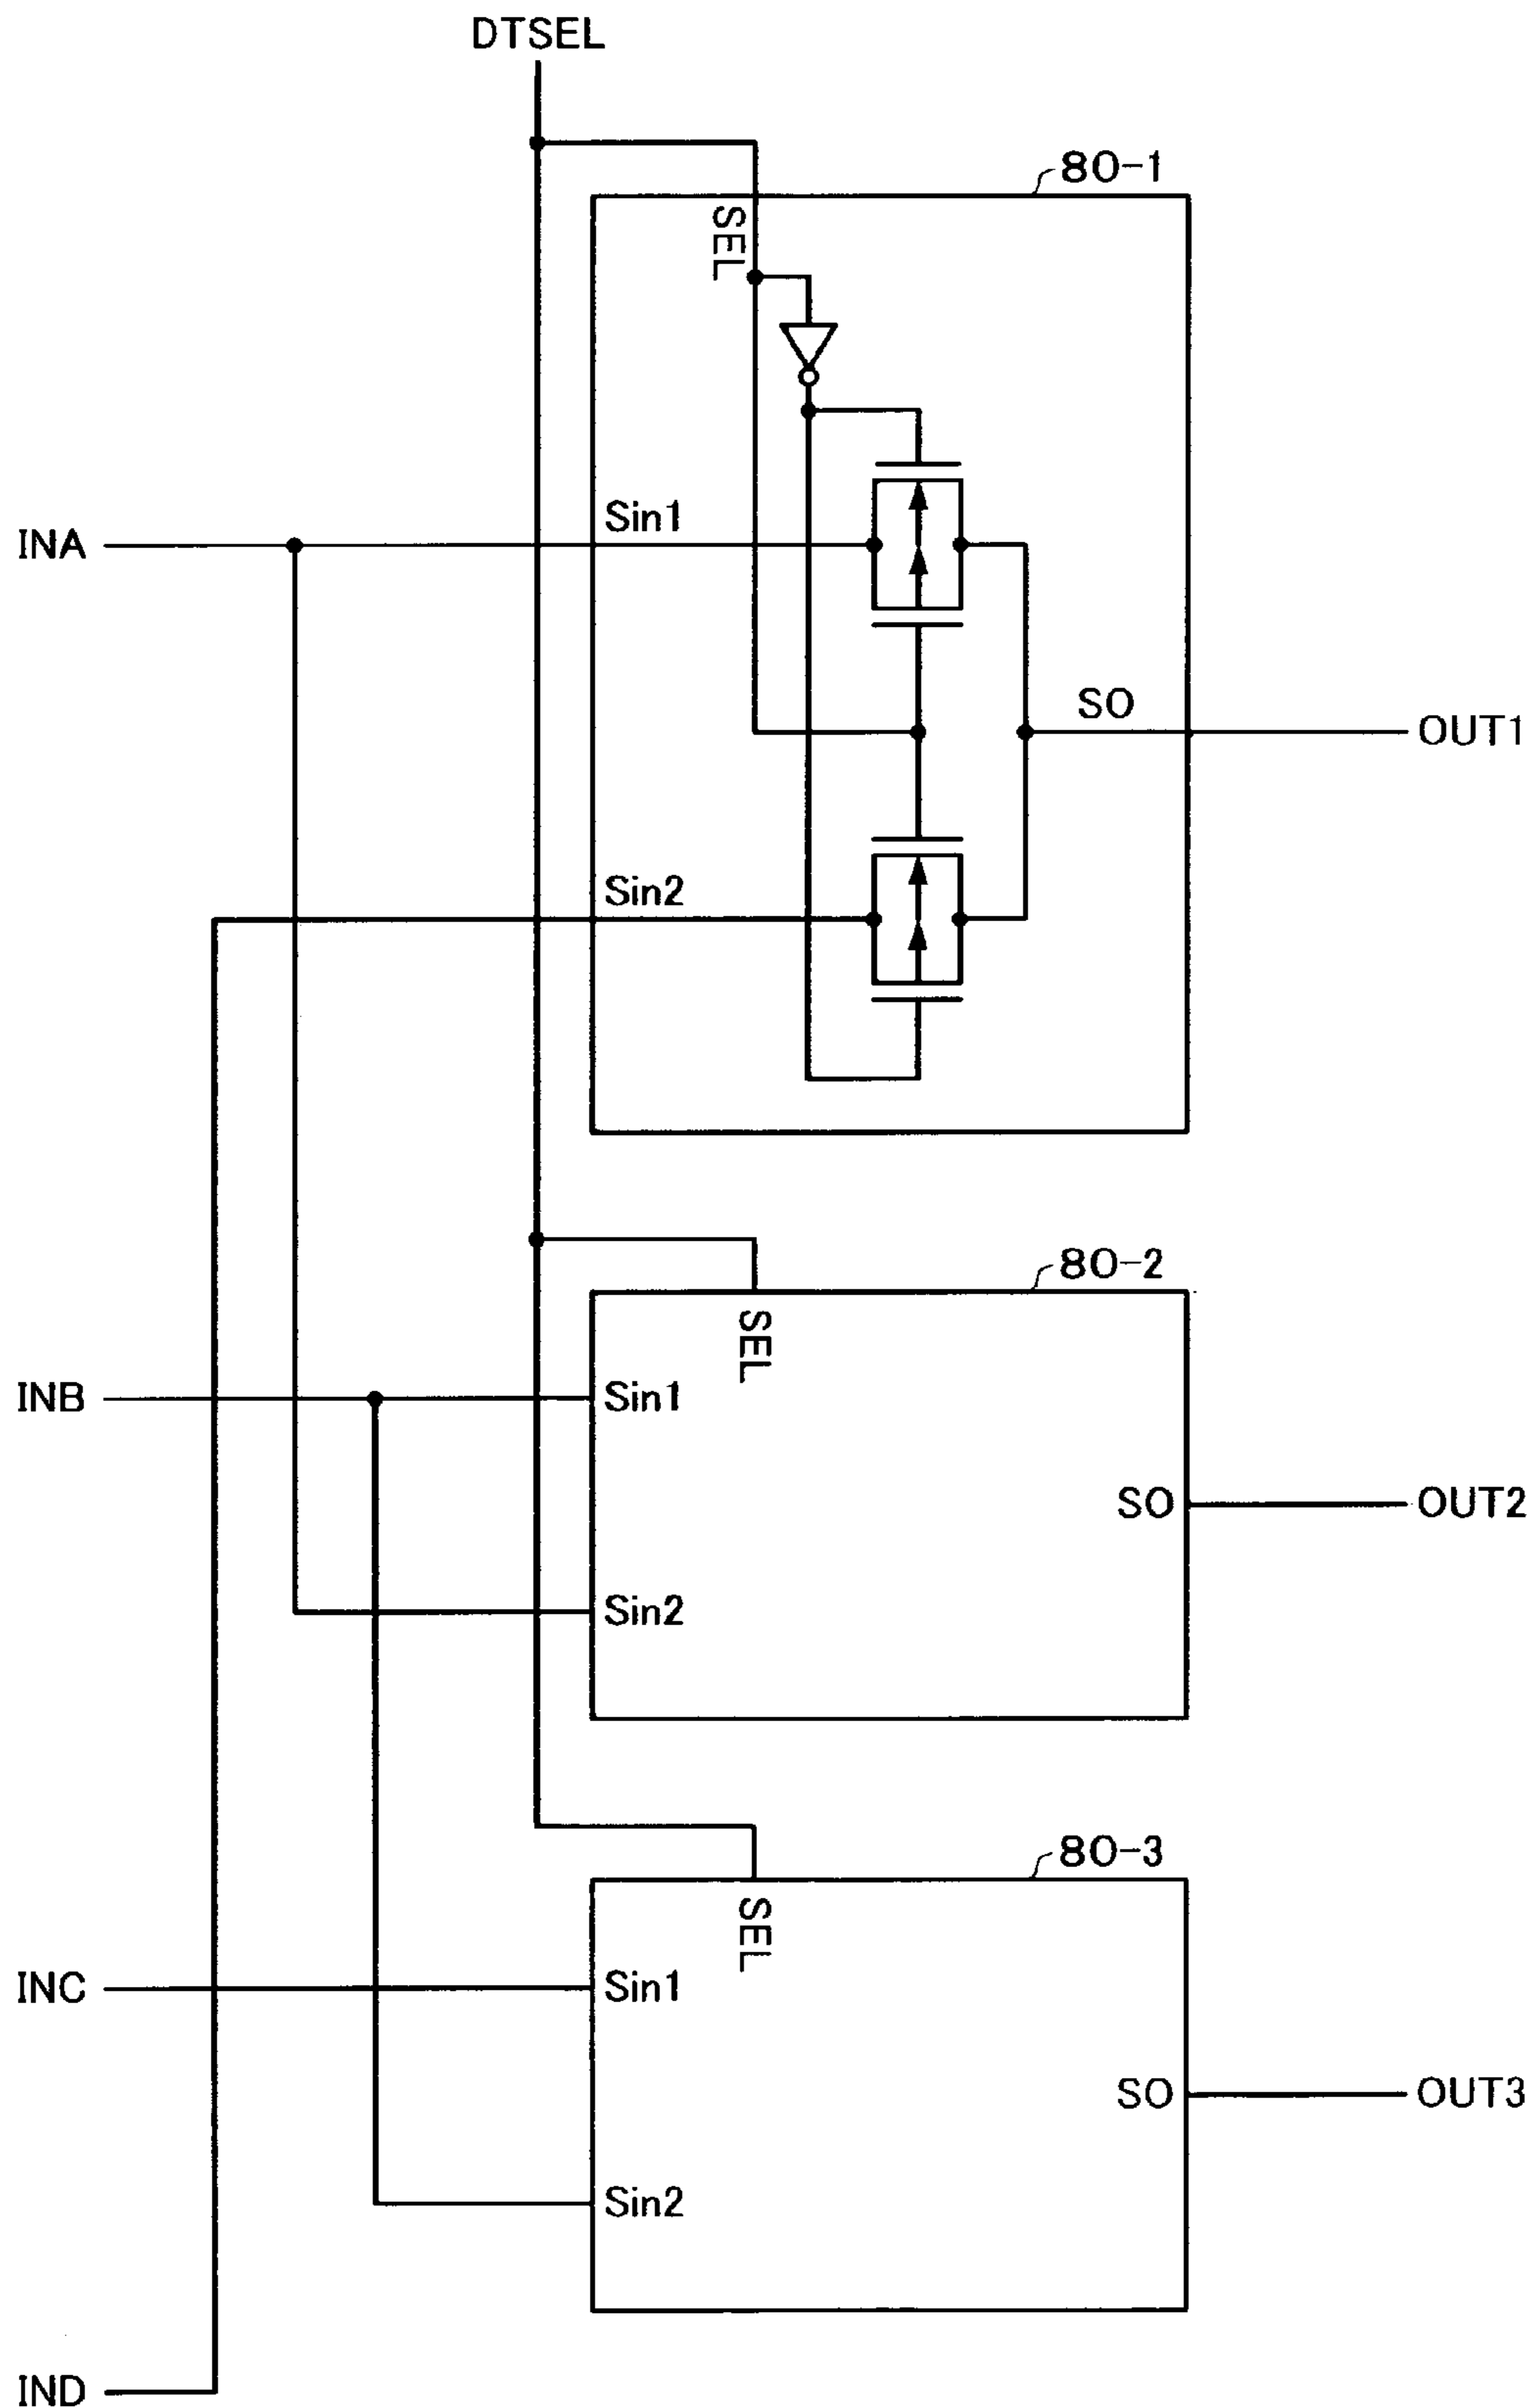 DTSEL
80-1
SEL
Sin1
INA
SO
OUT1
Sin2
80-2
SEL
INB
Sin1
SO
OUT2
Sin2
80-3
SEL
INC
Sin1
SO
OUT3
Sin2
IND